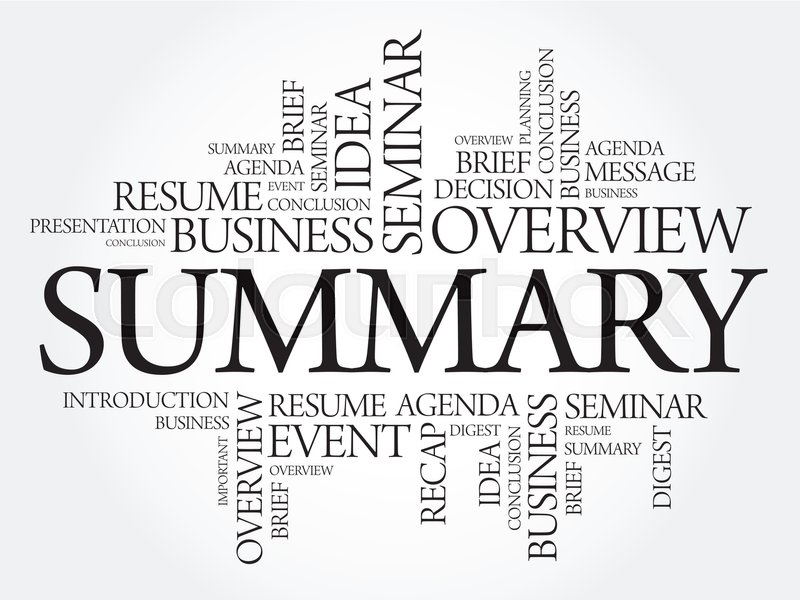 SEMINAR
IDEA
BRIEF
SEMINAR
SUMMARY
AGENDA
EVENT
RESUME
CONCLUSION
PRESENTATION
CONCLUSION
BUSINESS
OVERVIEW
PLANNING
CONCLUSION
BUSINESS
BRIEF
AGENDA
MESSAGE
DECISION
BUSINESS
OVERVIEW
colourbox
SUMMARY
INTRODUCTION
BUSINESS
IMPORTANT
OVERVIEW
RESUME
AGENDA
EVENT
OVERVIEW
BRIEF
RECAP
DIGEST
IDEA
CONCLUSION
BUSINESS
SEMINAR
RESUME
SUMMARY
BRIEF
DIGEST